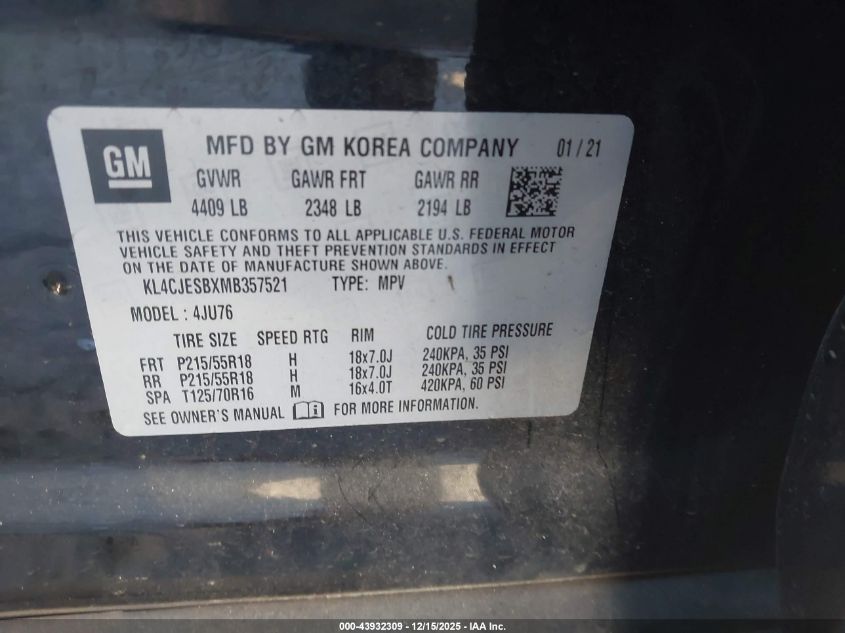 GM
MFD BY GM KOREA COMPANY 01 / 21
GVWR GAWR FRT GAWR RR
4409 LB 2348 LB 2194 LB
THIS VEHICLE CONFORMS TO ALL APPLICABLE U.S. FEDERAL MOTOR
VEHICLE SAFETY AND THEFT PREVENTION STANDARDS IN EFFECT
ON THE DATE OF MANUFACTURE SHOWN ABOVE.
KL4CJESBXMB357521 TYPE: MPV
MODEL : 4JU76
TIRE SIZE SPEED RTG RIM COLD TIRE PRESSURE
FRT P215/55R18 H 18x7.0J 240KPA, 35 PSI
RR P215/55R18 H 18x7.0J 240KPA, 35 PSI
SPA T125/70R16 M 16x4.0T 420KPA, 60 PSI
SEE OWNER'S MANUAL FOR MORE INFORMATION.
000-43932309 - 12/15/2025 - IAA Inc.